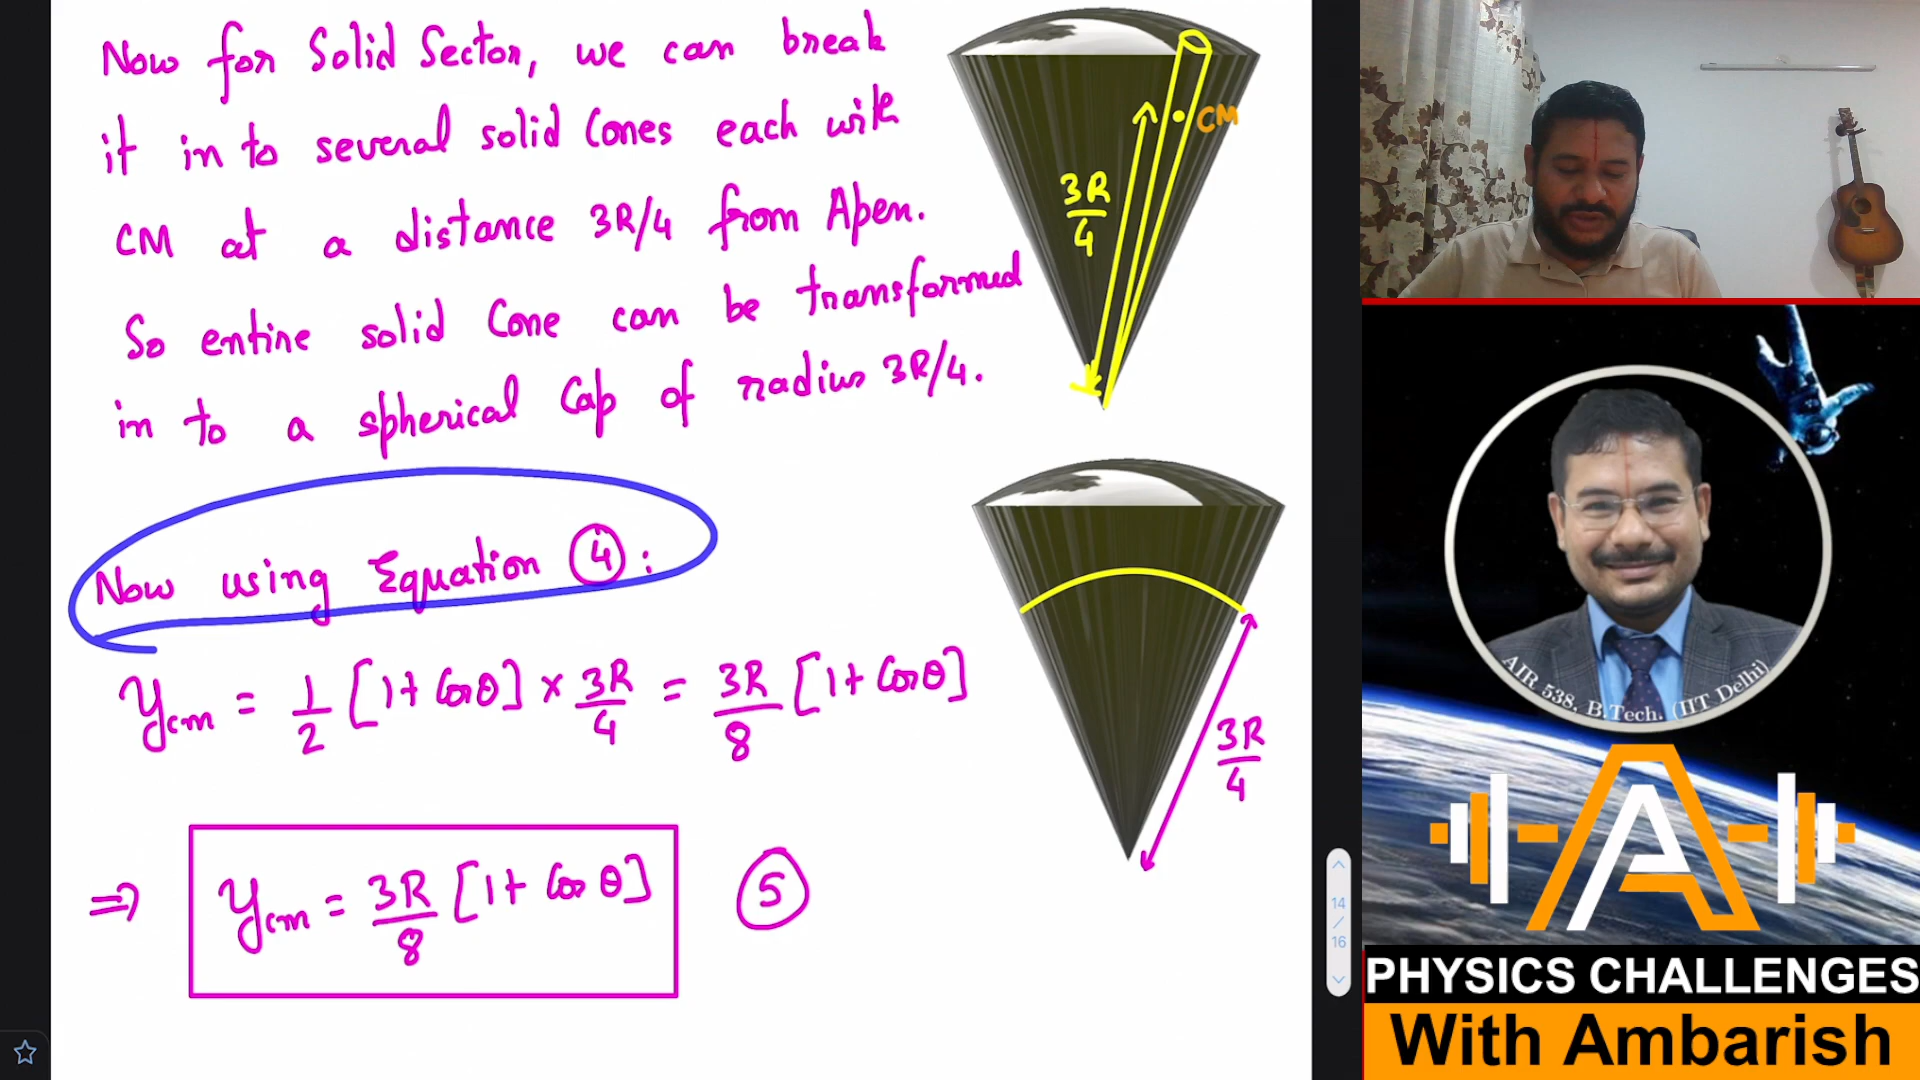 Now for Solid Sector, we can break
it in to several solid Cones each with
CM at a distance 3R/4 from Apex.
So entire solid Cone can be transformed
in to a spherical Cap of radius 3R/4.
Now using Equation ④:
y_cm = 1/2 [1+ Cosθ] × 3R/4 = 3R/8 [1+ Cosθ]
⇒ y_cm = 3R/8 [1+ Cos θ] ⑤
3R/4
CM
3R/4
14
/
16
AIR 538, B.Tech. (IIT Delhi)
A
PHYSICS CHALLENGES
With Ambarish